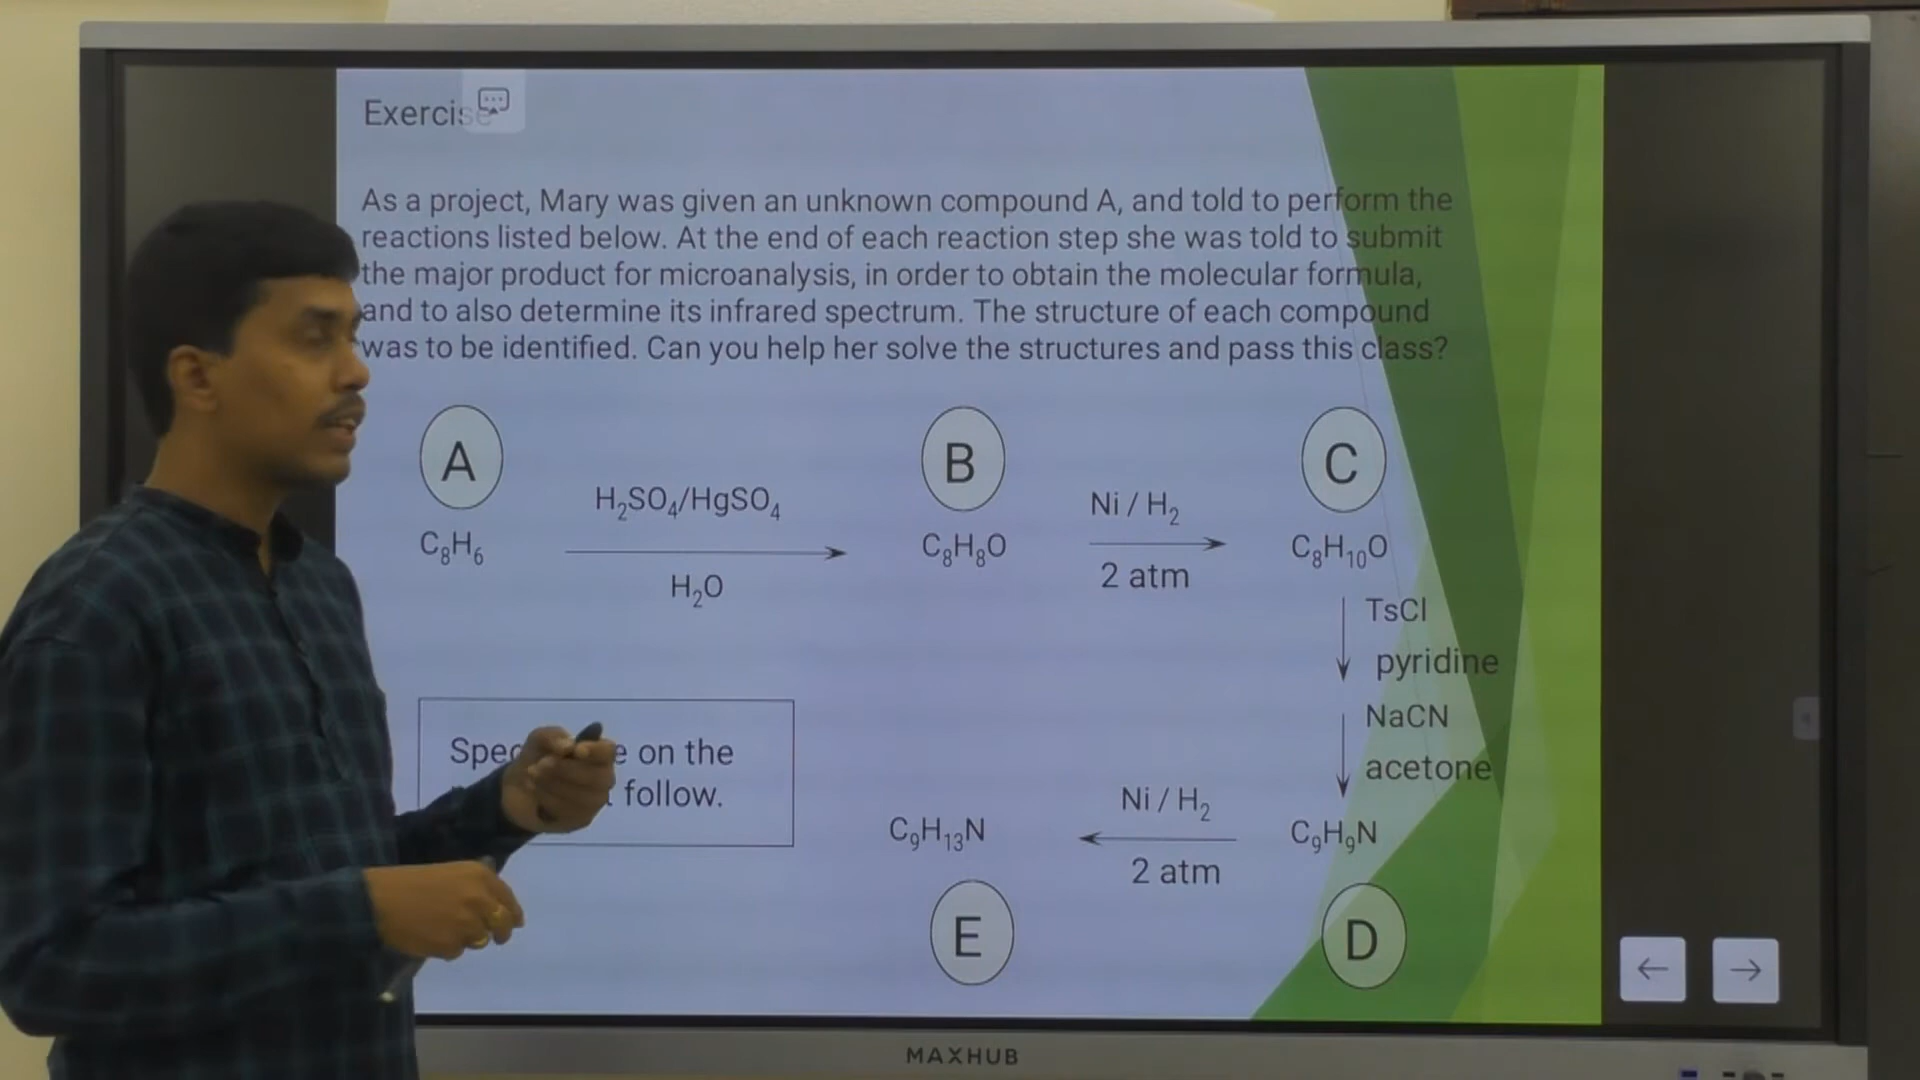 Exercise
As a project, Mary was given an unknown compound A, and told to perform the
reactions listed below. At the end of each reaction step she was told to submit
the major product for microanalysis, in order to obtain the molecular formula,
and to also determine its infrared spectrum. The structure of each compound
was to be identified. Can you help her solve the structures and pass this class?
A
B
C
H₂SO₄/HgSO₄
Ni / H₂
C₈H₆
C₈H₈O
C₈H₁₀O
H₂O
2 atm
TsCl
pyridine
NaCN
acetone
on the
follow.
Ni / H₂
C₉H₁₃N
C₉H₉N
2 atm
E
D
MAXHUB